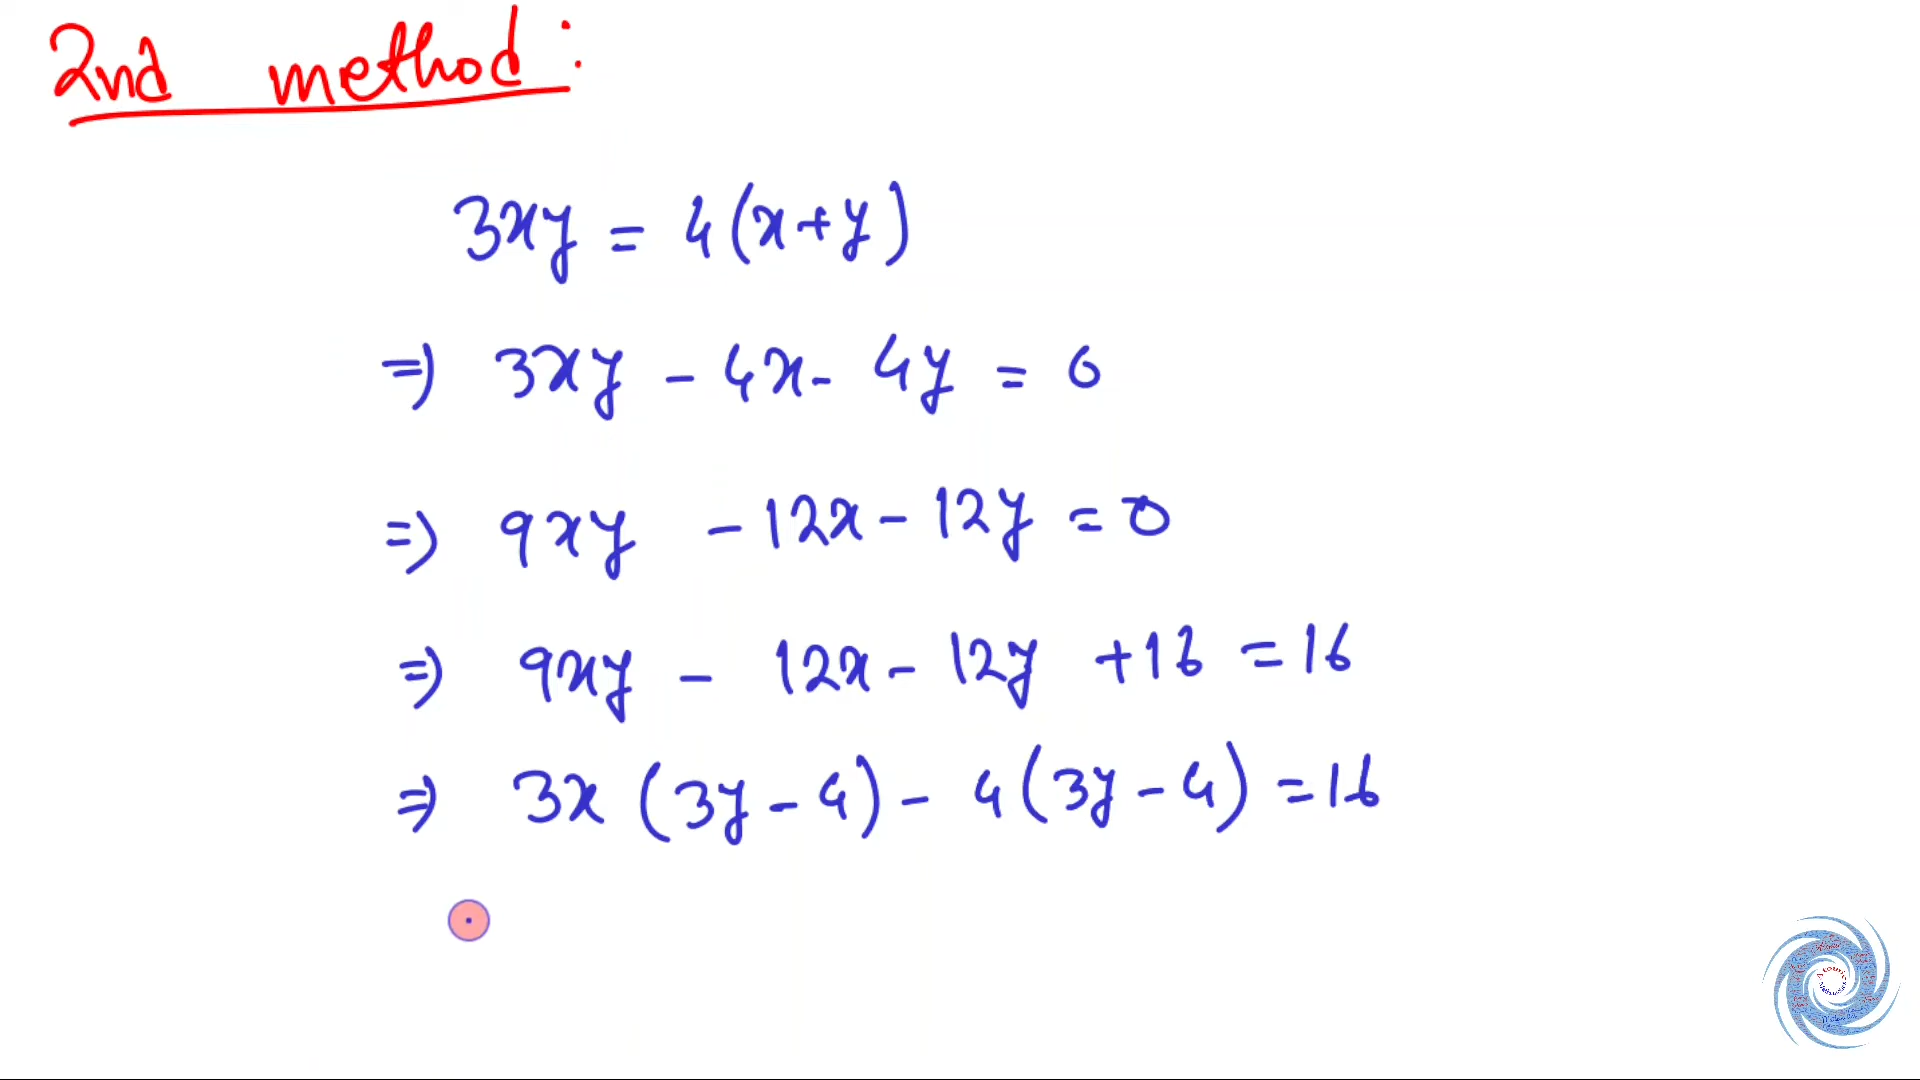 2nd method:
3xy = 4(x+y)
⇒ 3xy - 4x - 4y = 0
⇒ 9xy - 12x - 12y = 0
⇒ 9xy - 12x - 12y + 16 = 16
⇒ 3x(3y-4) - 4(3y-4) = 16